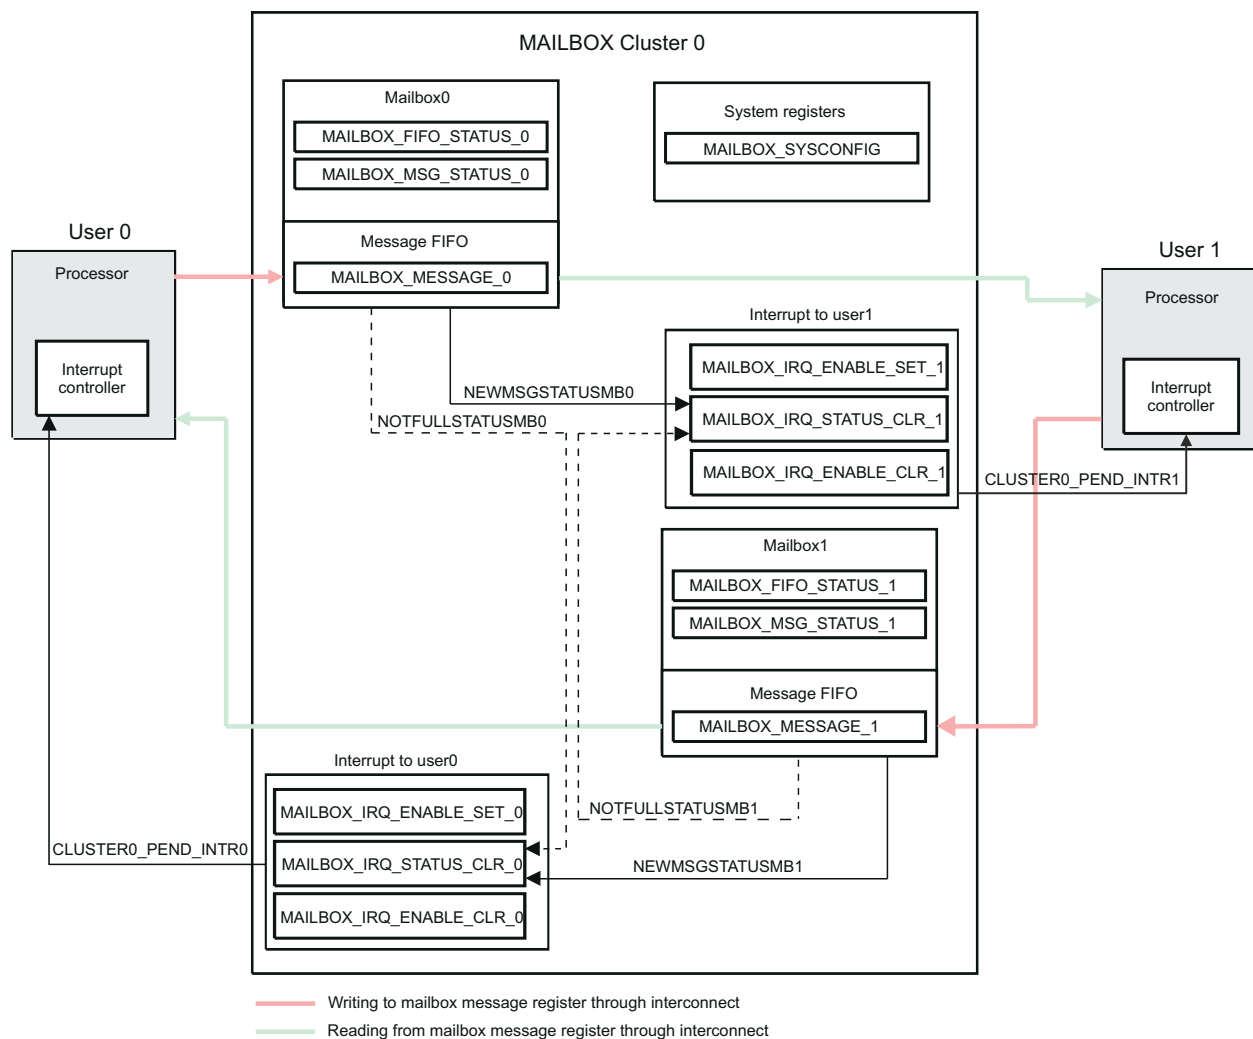 MAILBOX Cluster 0
Mailbox0
MAILBOX_FIFO_STATUS_0
MAILBOX_MSG_STATUS_0
Message FIFO
MAILBOX_MESSAGE_0
System registers
MAILBOX_SYSCONFIG
User 0
Processor
Interrupt
controller
User 1
Processor
Interrupt
controller
Interrupt to user1
MAILBOX_IRQ_ENABLE_SET_1
MAILBOX_IRQ_STATUS_CLR_1
MAILBOX_IRQ_ENABLE_CLR_1
NEWMSGSTATUSMB0
NOTFULLSTATUSMB0
CLUSTER0_PEND_INTR1
Mailbox1
MAILBOX_FIFO_STATUS_1
MAILBOX_MSG_STATUS_1
Message FIFO
MAILBOX_MESSAGE_1
Interrupt to user0
MAILBOX_IRQ_ENABLE_SET_0
MAILBOX_IRQ_STATUS_CLR_0
MAILBOX_IRQ_ENABLE_CLR_0
NOTFULLSTATUSMB1
NEWMSGSTATUSMB1
CLUSTER0_PEND_INTR0
Writing to mailbox message register through interconnect
Reading from mailbox message register through interconnect